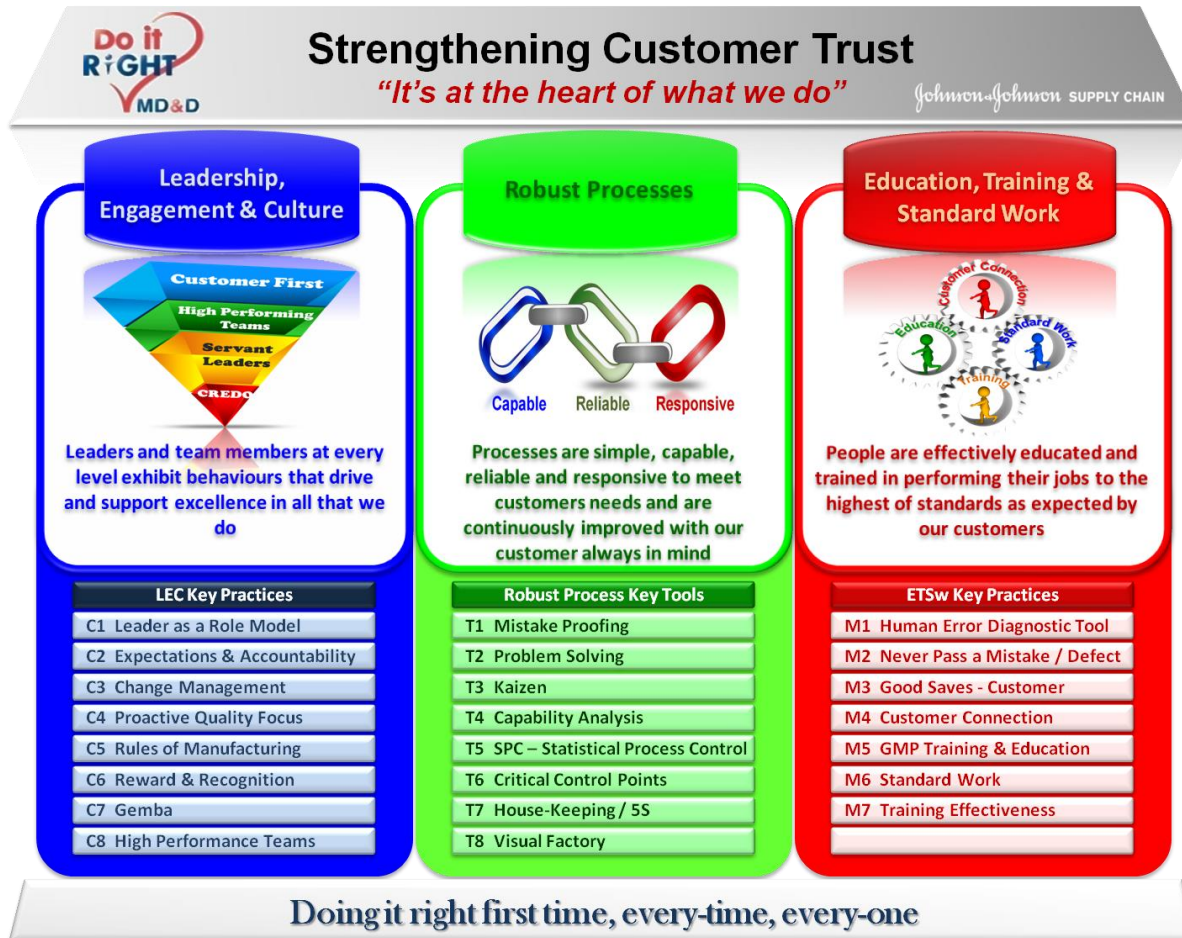 Do it
RiGHT
MD&D
Strengthening Customer Trust
“It’s at the heart of what we do”
Johnson & Johnson SUPPLY CHAIN
Leadership,
Engagement & Culture
Customer First
High Performing
Teams
Servant
Leaders
CREDO
Leaders and team members at every
level exhibit behaviours that drive
and support excellence in all that we
do
LEC Key Practices
C1 Leader as a Role Model
C2 Expectations & Accountability
C3 Change Management
C4 Proactive Quality Focus
C5 Rules of Manufacturing
C6 Reward & Recognition
C7 Gemba
C8 High Performance Teams
Robust Processes
Capable Reliable Responsive
Processes are simple, capable,
reliable and responsive to meet
customers needs and are
continuously improved with our
customer always in mind
Robust Process Key Tools
T1 Mistake Proofing
T2 Problem Solving
T3 Kaizen
T4 Capability Analysis
T5 SPC – Statistical Process Control
T6 Critical Control Points
T7 House-Keeping / 5S
T8 Visual Factory
Education, Training &
Standard Work
Customer Connection
Education
Standard Work
Training
People are effectively educated and
trained in performing their jobs to the
highest of standards as expected by
our customers
ETSw Key Practices
M1 Human Error Diagnostic Tool
M2 Never Pass a Mistake / Defect
M3 Good Saves - Customer
M4 Customer Connection
M5 GMP Training & Education
M6 Standard Work
M7 Training Effectiveness
Doing it right first time, every-time, every-one